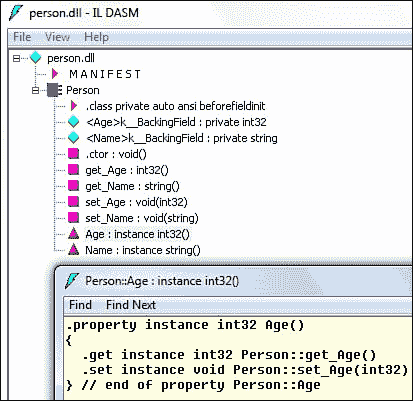 person.dll - IL DASM
File View Help
person.dll
MANIFEST
Person
.class private auto ansi beforefieldinit
<Age>k__BackingField : private int32
<Name>k__BackingField : private string
.ctor : void()
get_Age : int32()
get_Name : string()
set_Age : void(int32)
set_Name : void(string)
Age : instance int32()
Name : instance string()
Person::Age : instance int32()
Find Find Next
.property instance int32 Age()
{
.get instance int32 Person::get_Age()
.set instance void Person::set_Age(int32)
} // end of property Person::Age